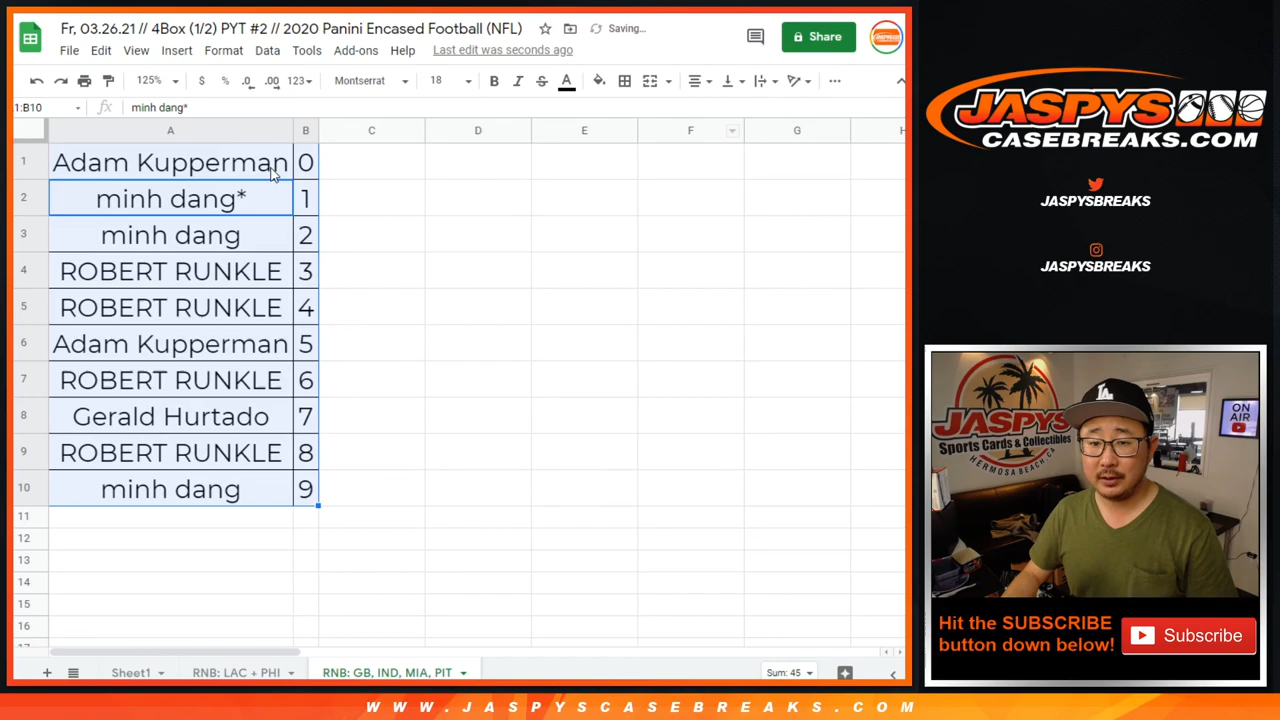 Fr, 03.26.21 // 4Box (1/2) PYT #2 // 2020 Panini Encased Football (NFL)
Saving...
Share
File Edit View Insert Format Data Tools Add-ons Help Last edit was seconds ago
125% $ % .0 .00 123 Montserrat 18 B I S A
1:B10 fx minh dang*
A B C D E F G H
1 Adam Kupperman 0
2 minh dang* 1
3 minh dang 2
4 ROBERT RUNKLE 3
5 ROBERT RUNKLE 4
6 Adam Kupperman 5
7 ROBERT RUNKLE 6
8 Gerald Hurtado 7
9 ROBERT RUNKLE 8
10 minh dang 9
11
12
13
14
15
16
17
Sheet1 RNB: LAC + PHI RNB: GB, IND, MIA, PIT Sum: 45
JASPYS
CASEBREAKS.COM
JASPYSBREAKS
JASPYSBREAKS
JASPYS
Sports Cards & Collectibles
HERMOSA BEACH, CA
LA
ON AIR
Hit the SUBSCRIBE
button down below!
Subscribe
WWW.JASPYSCASEBREAKS.COM